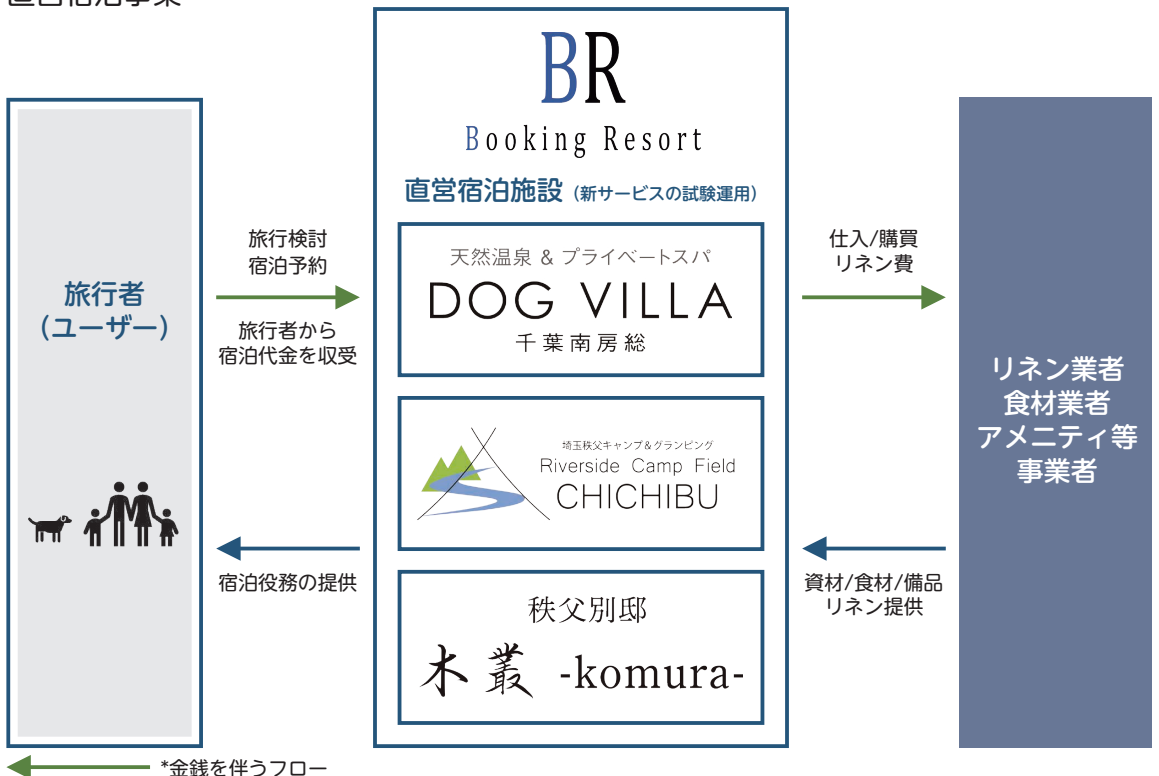 直営宿泊事業
BR
Booking Resort
直営宿泊施設（新サービスの試験運用）
旅行者
(ユーザー)
旅行検討
宿泊予約
旅行者から
宿泊代金を収受
宿泊役務の提供
天然温泉 & プライベートスパ
DOG VILLA
千葉南房総
埼玉秩父キャンプ&グランピング
Riverside Camp Field
CHICHIBU
秩父別邸
木叢 -komura-
仕入/購買
リネン費
資材/食材/備品
リネン提供
リネン業者
食材業者
アメニティ等
事業者
*金銭を伴うフロー